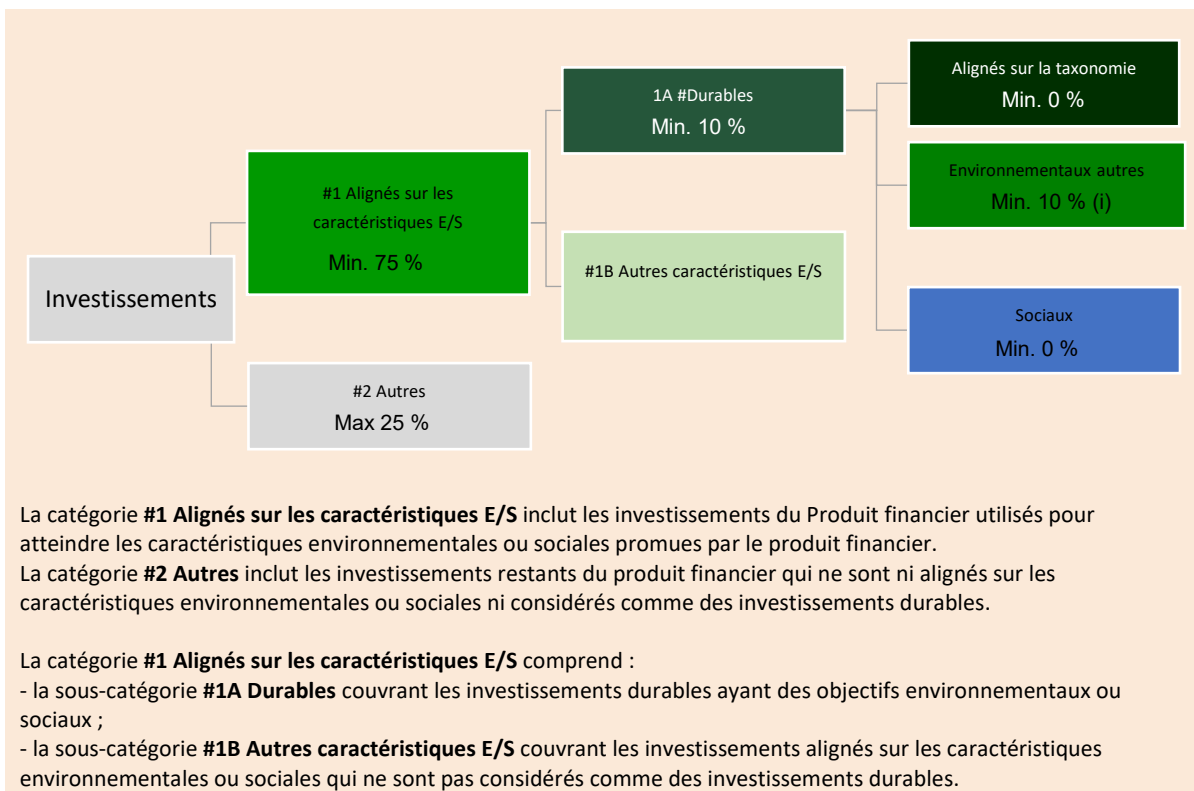 Investissements
#1 Alignés sur les
caractéristiques E/S
Min. 75 %
#2 Autres
Max 25 %
1A #Durables
Min. 10 %
#1B Autres caractéristiques E/S
Alignés sur la taxonomie
Min. 0 %
Environnementaux autres
Min. 10 % (i)
Sociaux
Min. 0 %
La catégorie #1 Alignés sur les caractéristiques E/S inclut les investissements du Produit financier utilisés pour
atteindre les caractéristiques environnementales ou sociales promues par le produit financier.
La catégorie #2 Autres inclut les investissements restants du produit financier qui ne sont ni alignés sur les
caractéristiques environnementales ou sociales ni considérés comme des investissements durables.
La catégorie #1 Alignés sur les caractéristiques E/S comprend :
- la sous-catégorie #1A Durables couvrant les investissements durables ayant des objectifs environnementaux ou
sociaux ;
- la sous-catégorie #1B Autres caractéristiques E/S couvrant les investissements alignés sur les caractéristiques
environnementales ou sociales qui ne sont pas considérés comme des investissements durables.